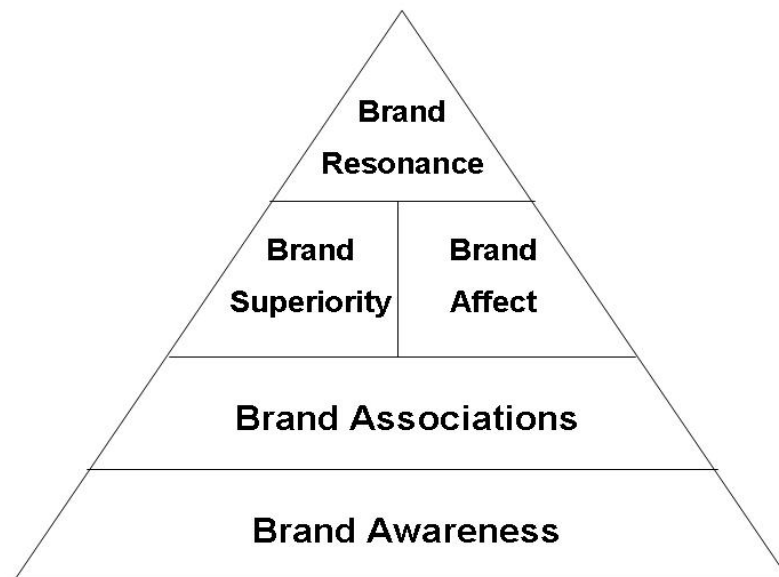 Brand
Resonance
Brand
Superiority
Brand
Affect
Brand Associations
Brand Awareness